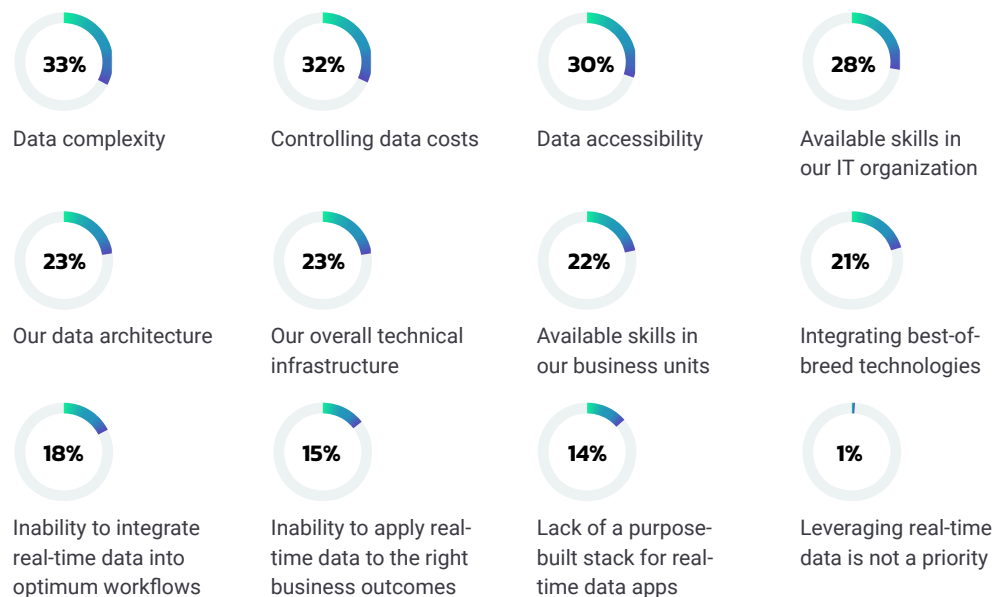 33%
Data complexity
32%
Controlling data costs
30%
Data accessibility
28%
Available skills in
our IT organization
23%
Our data architecture
23%
Our overall technical
infrastructure
22%
Available skills in
our business units
21%
Integrating best-of-
breed technologies
18%
Inability to integrate
real-time data into
optimum workflows
15%
Inability to apply real-
time data to the right
business outcomes
14%
Lack of a purpose-
built stack for real-
time data apps
1%
Leveraging real-time
data is not a priority